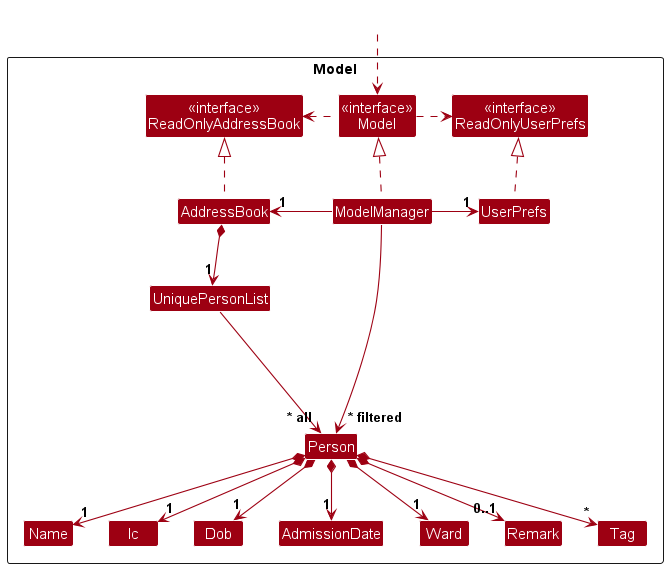 Model
«interface»
ReadOnlyAddressBook
«interface»
Model
«interface»
ReadOnlyUserPrefs
AddressBook
1
ModelManager
1
UserPrefs
1
UniquePersonList
* all
* filtered
Person
1
1
1
1
1
0..1
*
Name
Ic
Dob
AdmissionDate
Ward
Remark
Tag